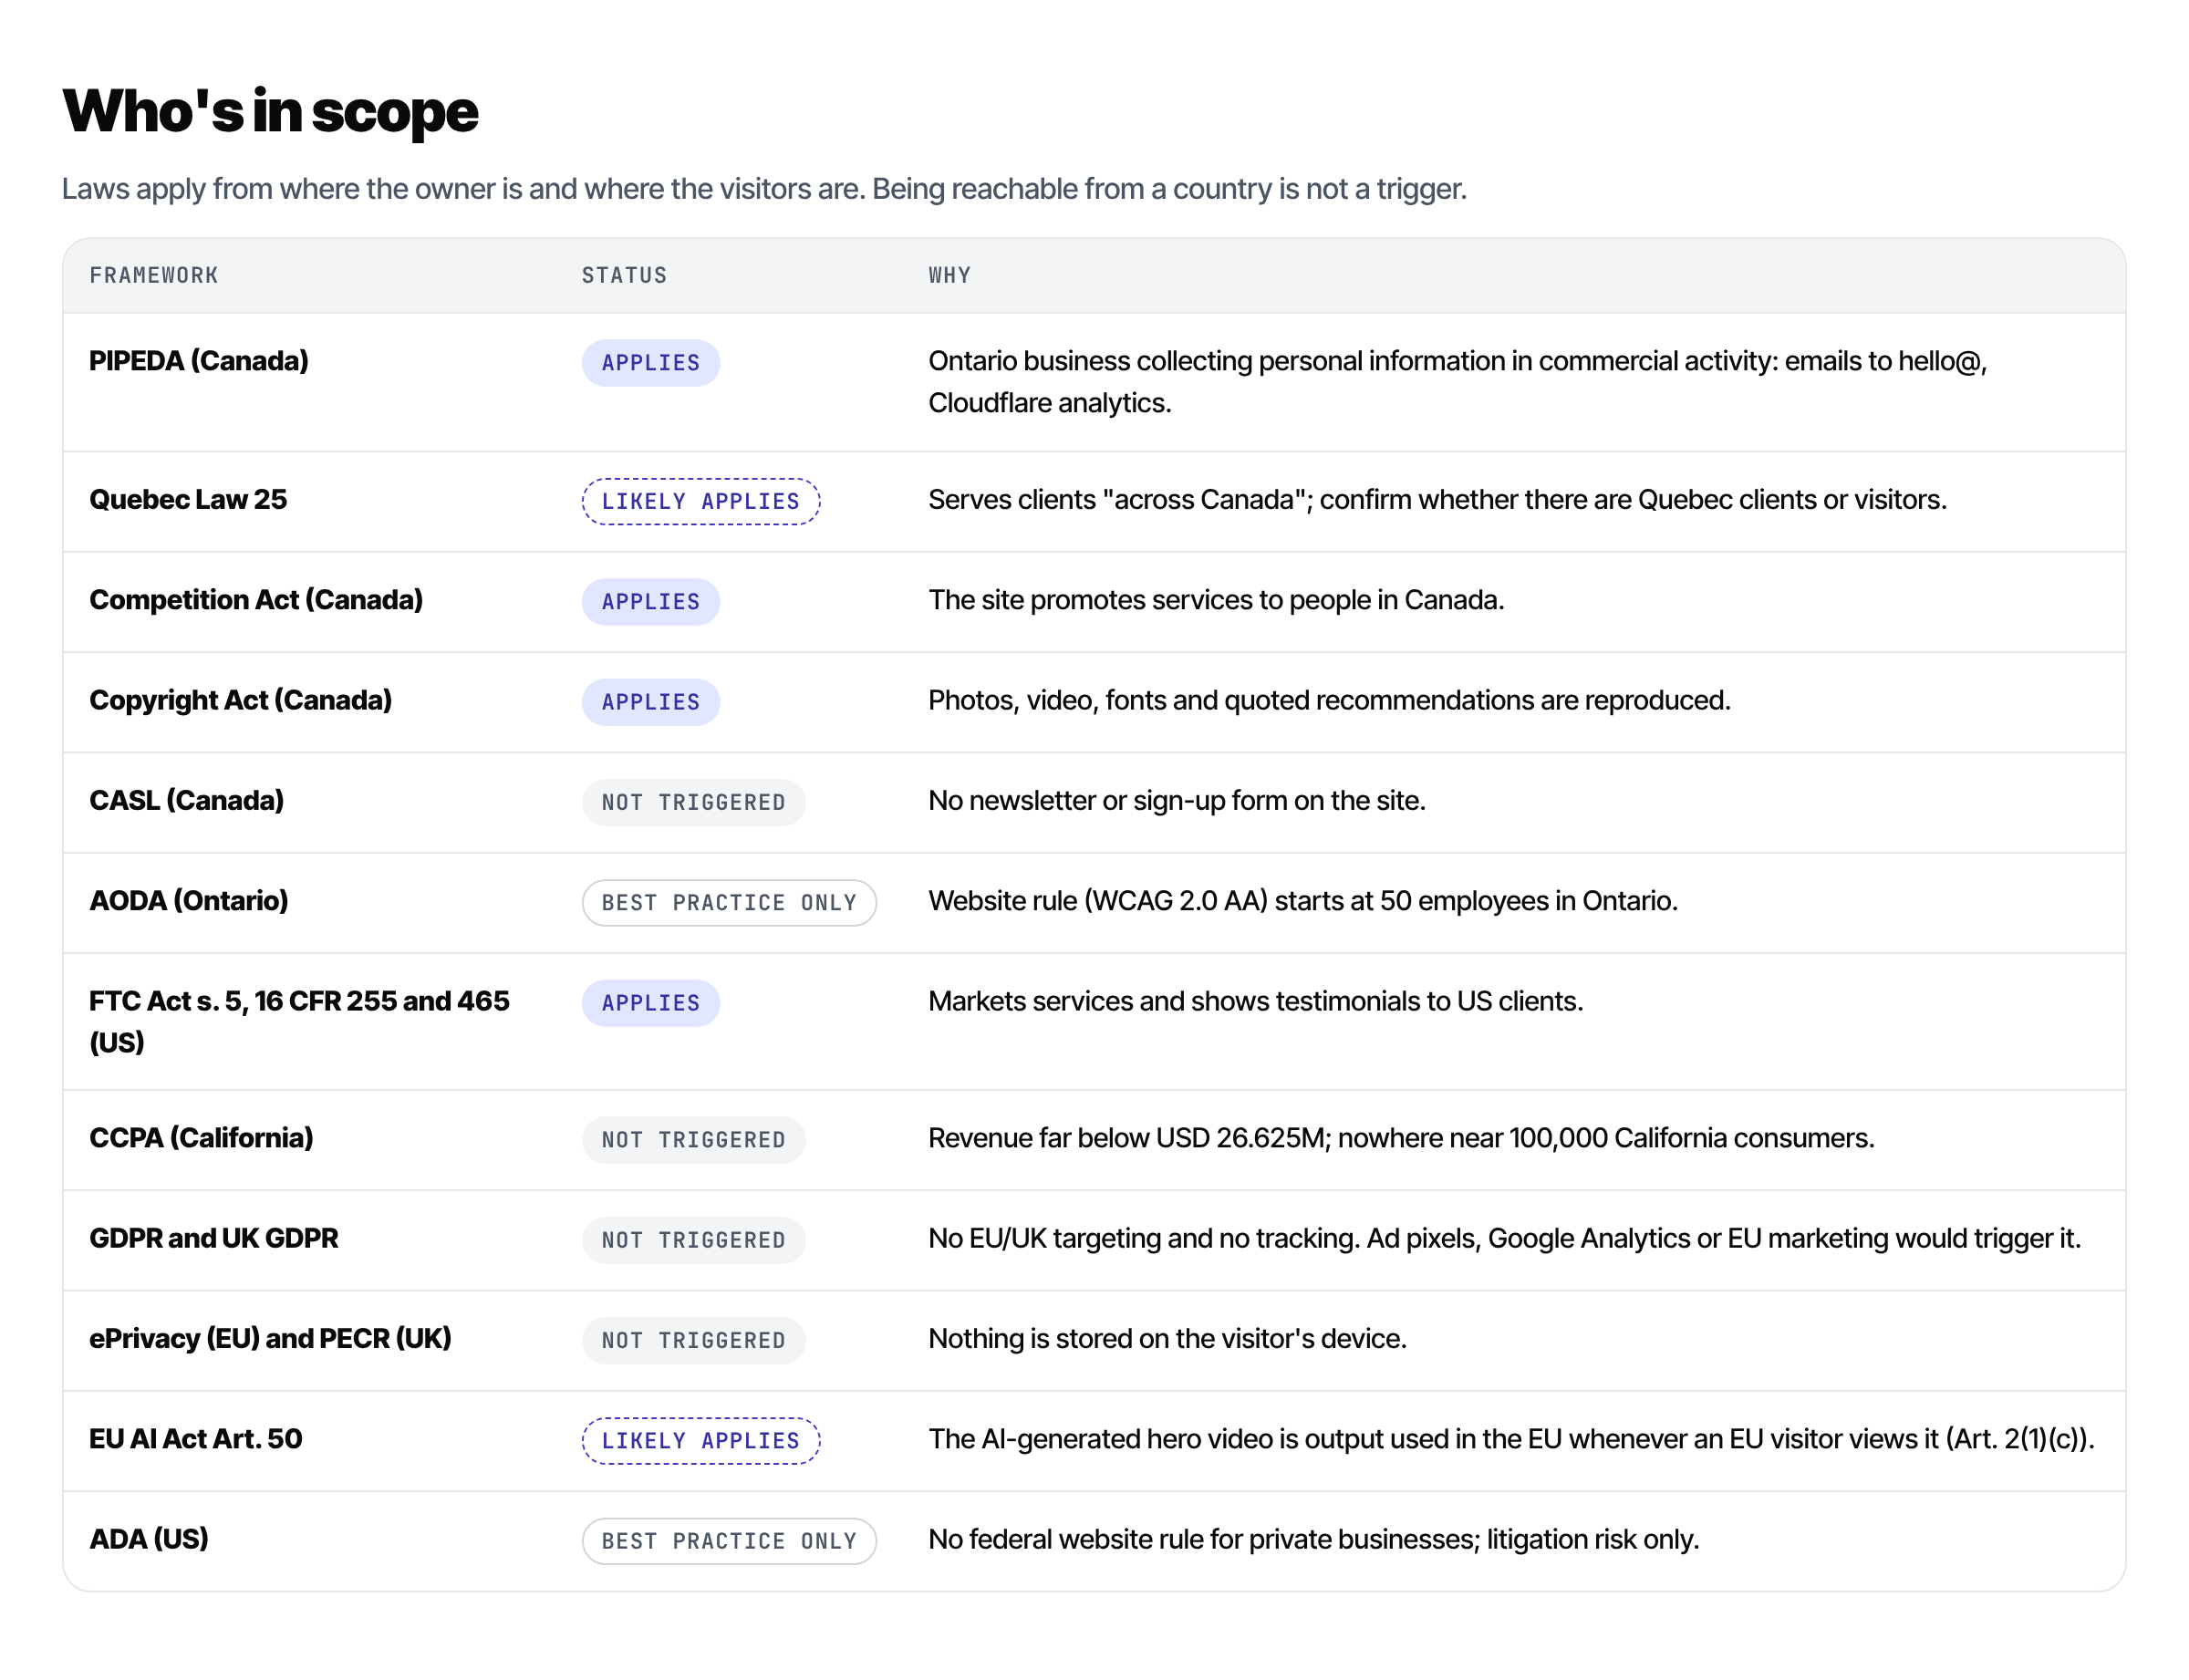 Who's in scope
Laws apply from where the owner is and where the visitors are. Being reachable from a country is not a trigger.
FRAMEWORK STATUS WHY
PIPEDA (Canada) APPLIES Ontario business collecting personal information in commercial activity: emails to hello@,
Cloudflare analytics.
Quebec Law 25 LIKELY APPLIES Serves clients "across Canada"; confirm whether there are Quebec clients or visitors.
Competition Act (Canada) APPLIES The site promotes services to people in Canada.
Copyright Act (Canada) APPLIES Photos, video, fonts and quoted recommendations are reproduced.
CASL (Canada) NOT TRIGGERED No newsletter or sign-up form on the site.
AODA (Ontario) BEST PRACTICE ONLY Website rule (WCAG 2.0 AA) starts at 50 employees in Ontario.
FTC Act s. 5, 16 CFR 255 and 465 APPLIES Markets services and shows testimonials to US clients.
(US)
CCPA (California) NOT TRIGGERED Revenue far below USD 26.625M; nowhere near 100,000 California consumers.
GDPR and UK GDPR NOT TRIGGERED No EU/UK targeting and no tracking. Ad pixels, Google Analytics or EU marketing would trigger it.
ePrivacy (EU) and PECR (UK) NOT TRIGGERED Nothing is stored on the visitor's device.
EU AI Act Art. 50 LIKELY APPLIES The AI-generated hero video is output used in the EU whenever an EU visitor views it (Art. 2(1)(c)).
ADA (US) BEST PRACTICE ONLY No federal website rule for private businesses; litigation risk only.